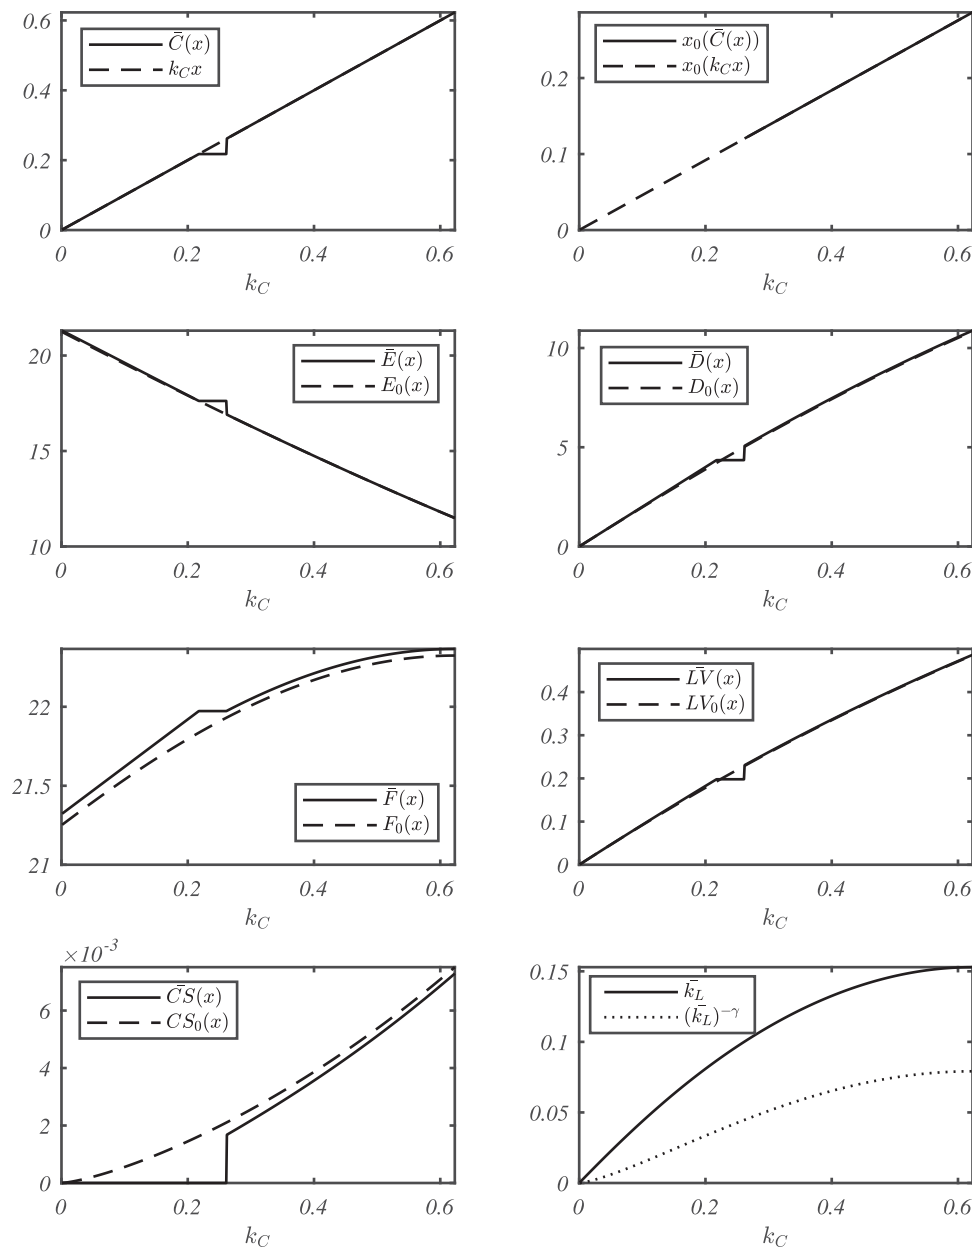 0.6
0.4
0.2
0
C̄(x)
k_C x
0
0.2
0.4
0.6
k_C
0.2
0.1
0
x_0(C̄(x))
x_0(k_C x)
0
0.2
0.4
0.6
k_C
20
15
10
Ē(x)
E_0(x)
0
0.2
0.4
0.6
k_C
10
5
0
D̄(x)
D_0(x)
0
0.2
0.4
0.6
k_C
22
21.5
21
F̄(x)
F_0(x)
0
0.2
0.4
0.6
k_C
0.4
0.3
0.2
0.1
0
LV̄(x)
LV_0(x)
0
0.2
0.4
0.6
k_C
×10^-3
6
4
2
0
CS̄(x)
CS_0(x)
0
0.2
0.4
0.6
k_C
0.15
0.1
0.05
0
k̄_L
(k̄_L)^−γ
0
0.2
0.4
0.6
k_C